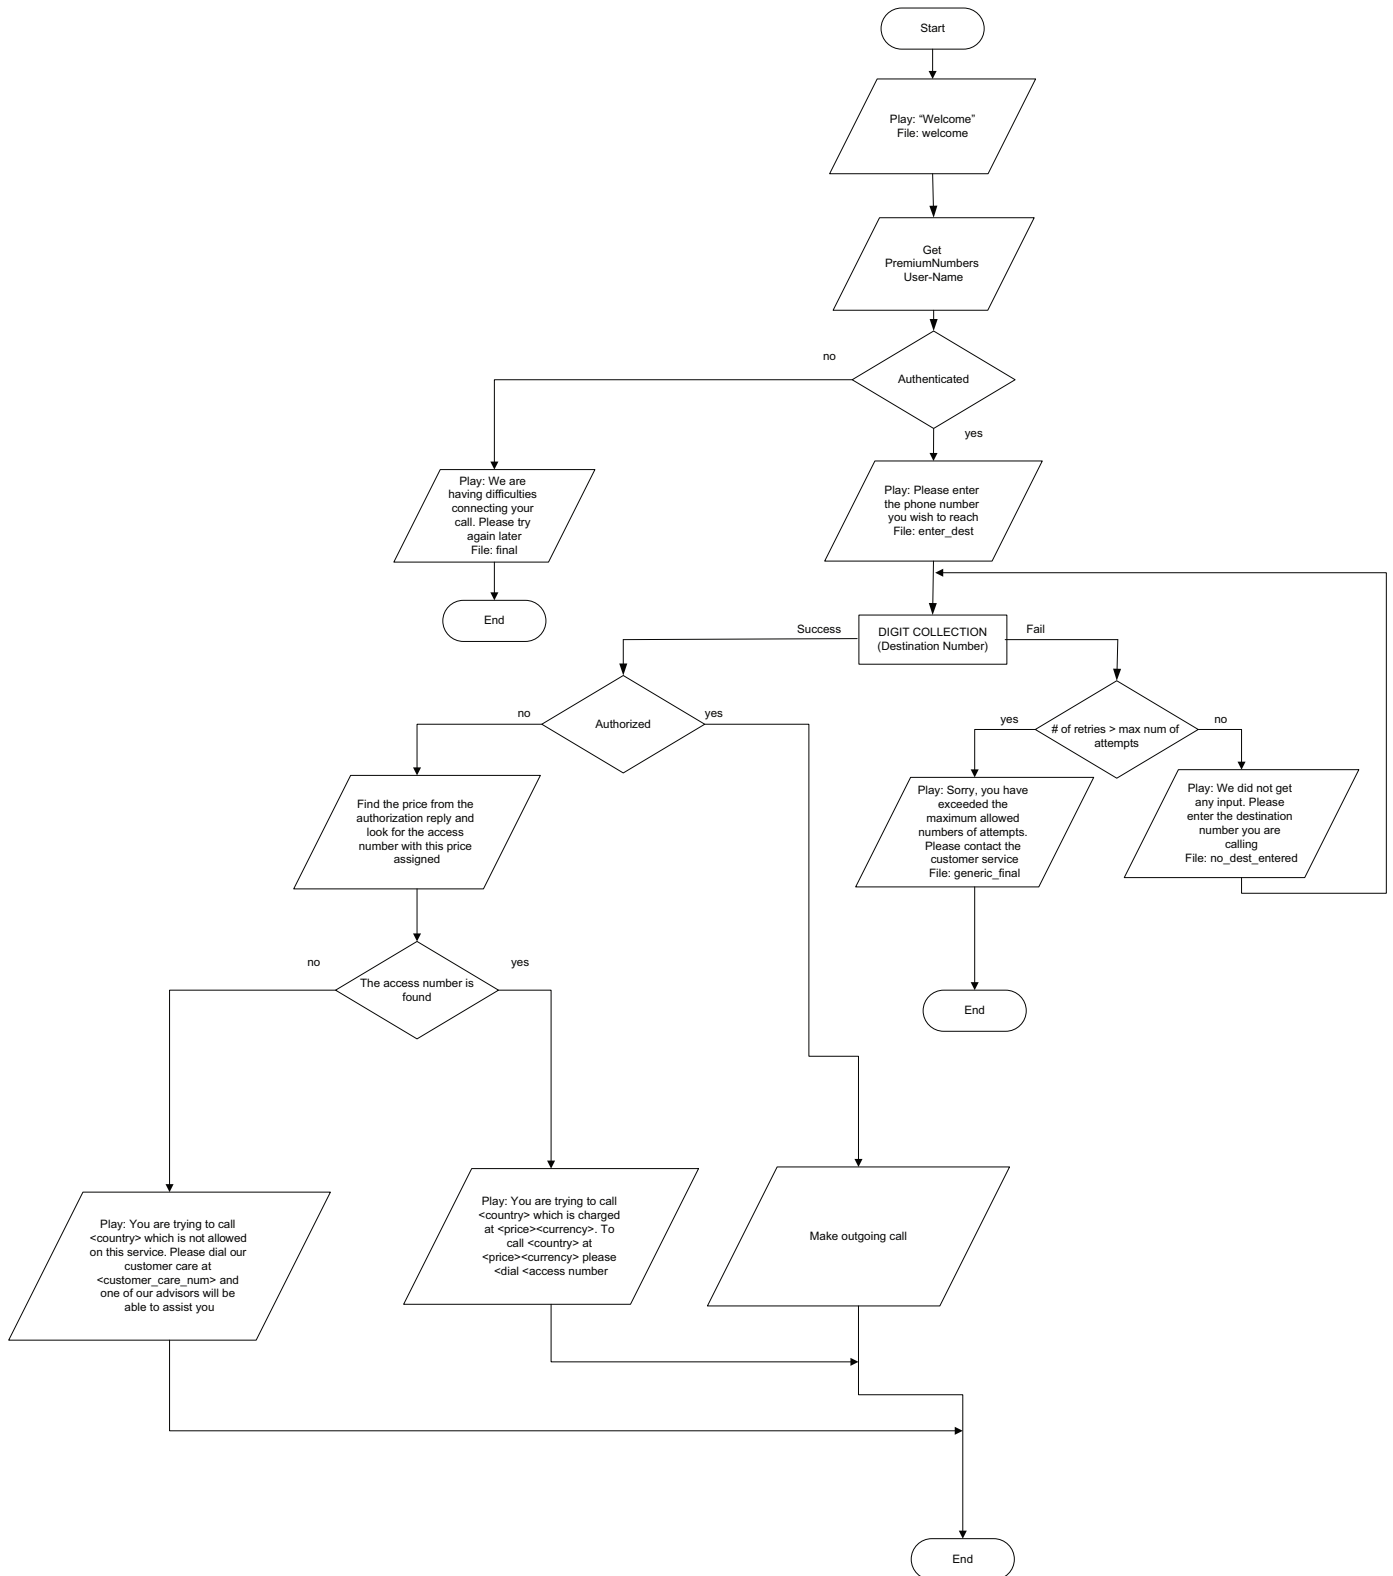 Start
Play: “Welcome”
File: welcome
Get
PremiumNumbers
User-Name
no
Authenticated
yes
Play: We are
having difficulties
connecting your
call. Please try
again later
File: final
Play: Please enter
the phone number
you wish to reach
File: enter_dest
End
Success
DIGIT COLLECTION
(Destination Number)
Fail
no
Authorized
yes
yes
# of retries > max num of
attempts
no
Find the price from the
authorization reply and
look for the access
number with this price
assigned
Play: Sorry, you have
exceeded the
maximum allowed
numbers of attempts.
Please contact the
customer service
File: generic_final
Play: We did not get
any input. Please
enter the destination
number you are
calling
File: no_dest_entered
no
The access number is
found
yes
End
Play: You are trying to call
<country> which is not allowed
on this service. Please dial our
customer care at
<customer_care_num> and
one of our advisors will be
able to assist you
Play: You are trying to call
<country> which is charged
at <price><currency>. To
call <country> at
<price><currency> please
<dial <access number
Make outgoing call
End